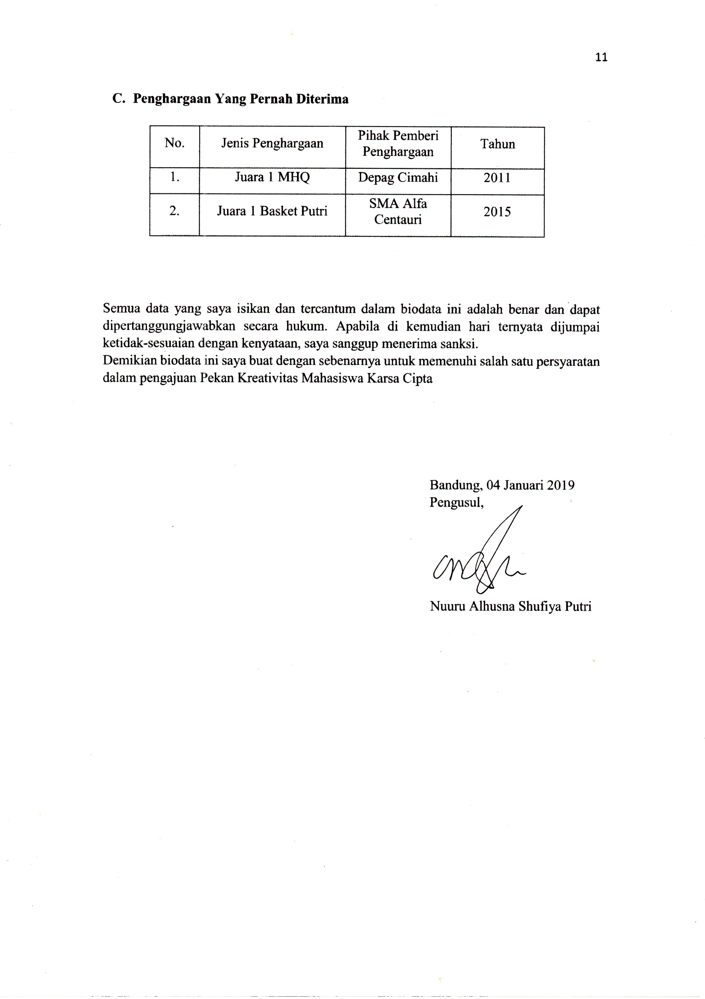 11
C. Penghargaan Yang Pernah Diterima
No. Jenis Penghargaan Pihak Pemberi Penghargaan Tahun
1. Juara 1 MHQ Depag Cimahi 2011
2. Juara 1 Basket Putri SMA Alfa Centauri 2015
Semua data yang saya isikan dan tercantum dalam biodata ini adalah benar dan dapat
dipertanggungjawabkan secara hukum. Apabila di kemudian hari ternyata dijumpai
ketidak-sesuaian dengan kenyataan, saya sanggup menerima sanksi.
Demikian biodata ini saya buat dengan sebenarnya untuk memenuhi salah satu persyaratan
dalam pengajuan Pekan Kreativitas Mahasiswa Karsa Cipta
Bandung, 04 Januari 2019
Pengusul,
Nuuru Alhusna Shufiya Putri